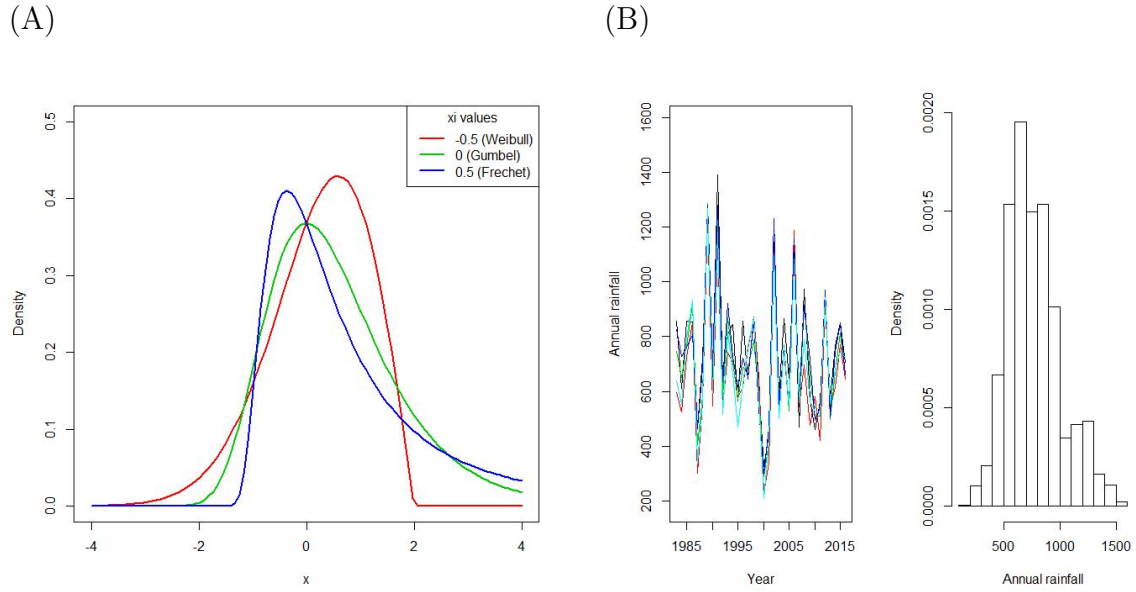 (A)
(B)
xi values
-0.5 (Weibull)
0 (Gumbel)
0.5 (Frechet)
Density
0.0
0.1
0.2
0.3
0.4
0.5
-4
-2
0
2
4
x
Annual rainfall
200
400
600
800
1000
1200
1400
1600
1985
1995
2005
2015
Year
Density
0.0000
0.0005
0.0010
0.0015
0.0020
500
1000
1500
Annual rainfall